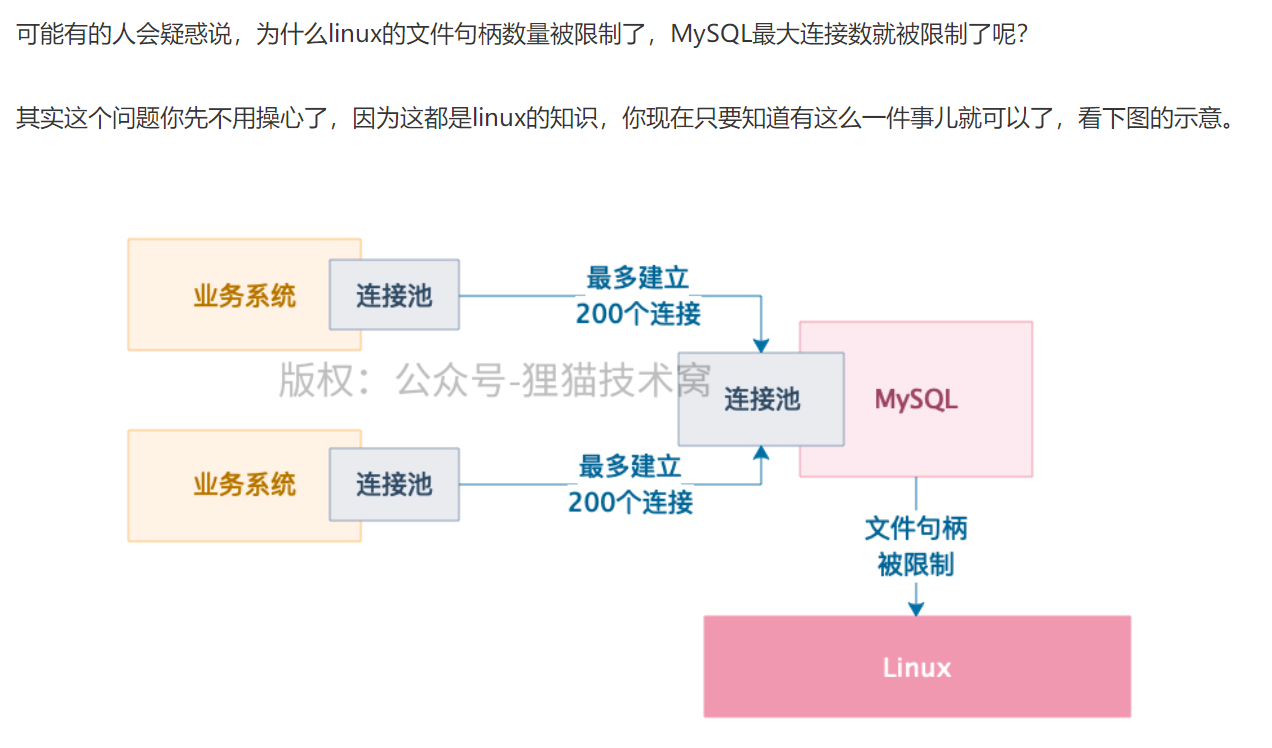 可能有的人会疑惑说，为什么linux的文件句柄数量被限制了，MySQL最大连接数就被限制了呢？
其实这个问题你先不用操心了，因为这都是linux的知识，你现在只要知道有这么一件事儿就可以了，看下图的示意。
业务系统
连接池
最多建立
200个连接
版权：公众号-狸猫技术窝
连接池
MySQL
业务系统
连接池
最多建立
200个连接
文件句柄
被限制
Linux